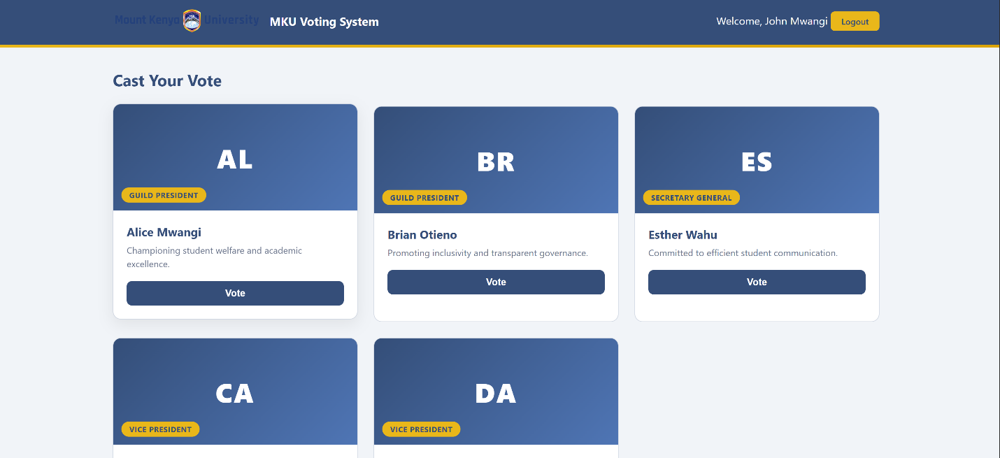 Mount Kenyo University MKU Voting System Welcome, John Mwangi Logout
Cast Your Vote
AL
GUILD PRESIDENT
Alice Mwangi
Championing student welfare and academic
excellence.
Vote
BR
GUILD PRESIDENT
Brian Otieno
Promoting inclusivity and transparent governance.
Vote
ES
SECRETARY GENERAL
Esther Wahu
Committed to efficient student communication.
Vote
CA
VICE PRESIDENT
DA
VICE PRESIDENT